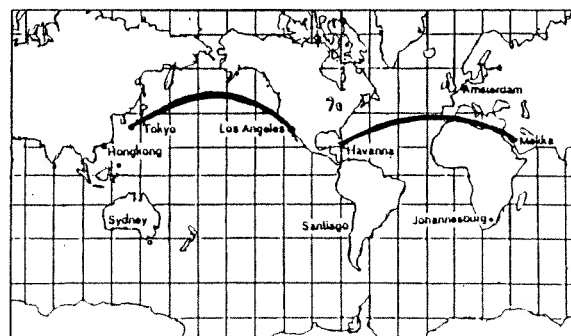 Amsterdam
Tokyo
Los Angeles
Hongkong
Havanna
Mekka
Sydney
Santiago
Johannesburg